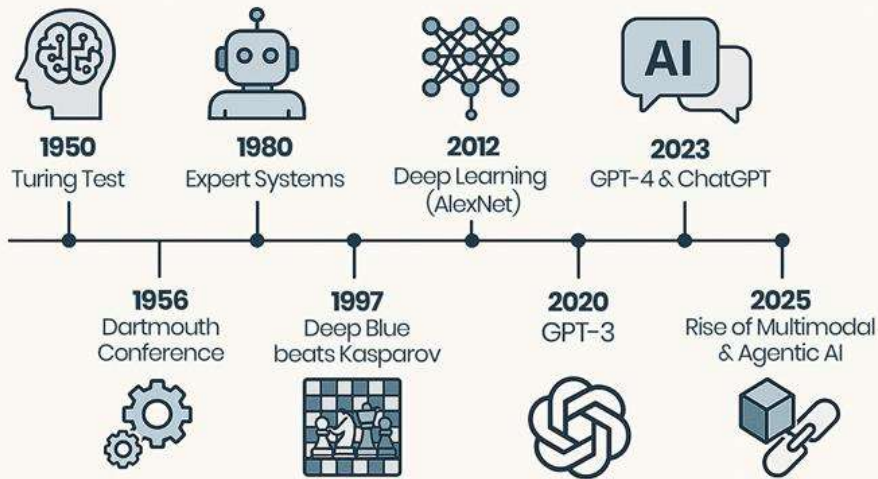 AI
1950
Turing Test
1980
Expert Systems
2012
Deep Learning
(AlexNet)
2023
GPT-4 & ChatGPT
1956
Dartmouth
Conference
1997
Deep Blue
beats Kasparov
2020
GPT-3
2025
Rise of Multimodal
& Agentic AI